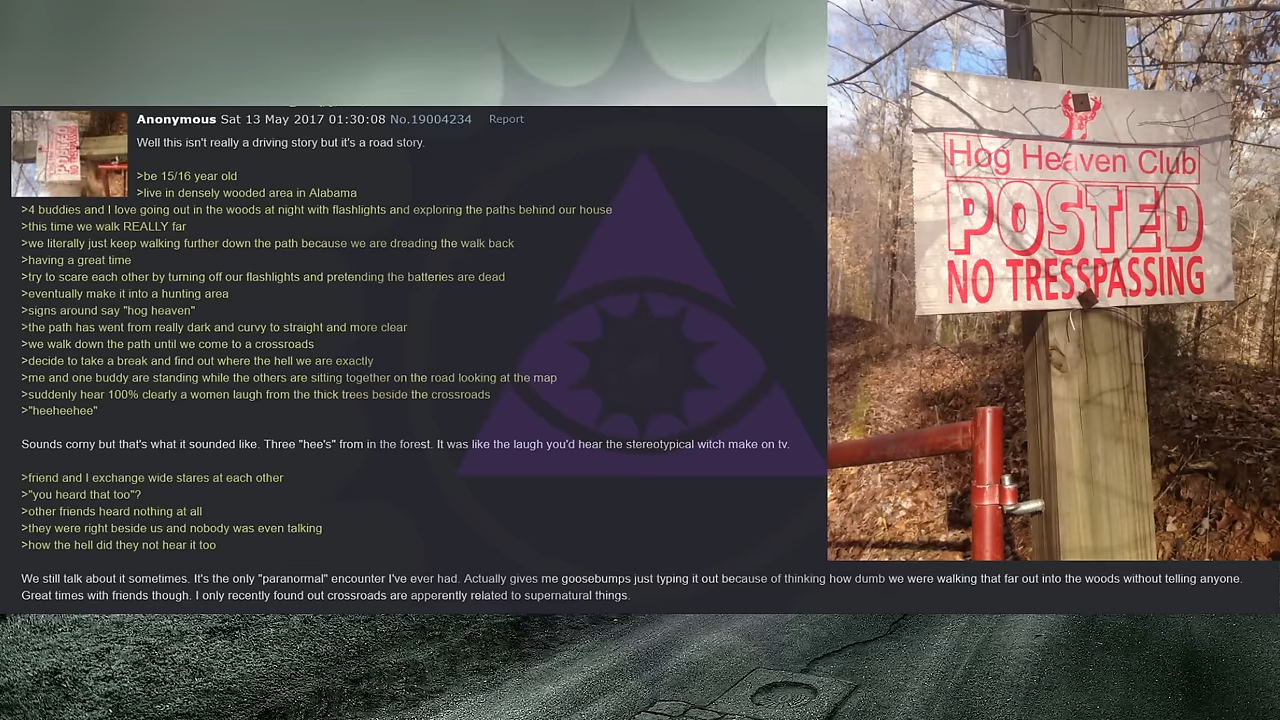 Anonymous Sat 13 May 2017 01:30:08 No.19004234 Report
Well this isn't really a driving story but it's a road story.
>be 15/16 year old
>live in densely wooded area in Alabama
>4 buddies and I love going out in the woods at night with flashlights and exploring the paths behind our house
>this time we walk REALLY far
>we literally just keep walking further down the path because we are dreading the walk back
>having a great time
>try to scare each other by turning off our flashlights and pretending the batteries are dead
>eventually make it into a hunting area
>signs around say "hog heaven"
>the path has went from really dark and curvy to straight and more clear
>we walk down the path until we come to a crossroads
>decide to take a break and find out where the hell we are exactly
>me and one buddy are standing while the others are sitting together on the road looking at the map
>suddenly hear 100% clearly a women laugh from the thick trees beside the crossroads
>"heeheehee"
Sounds corny but that's what it sounded like. Three "hee's" from in the forest. It was like the laugh you'd hear the stereotypical witch make on tv.
>friend and I exchange wide stares at each other
>"you heard that too"?
>other friends heard nothing at all
>they were right beside us and nobody was even talking
>how the hell did they not hear it too
We still talk about it sometimes. It's the only "paranormal" encounter I've ever had. Actually gives me goosebumps just typing it out because of thinking how dumb we were walking that far out into the woods without telling anyone.
Great times with friends though. I only recently found out crossroads are apperently related to supernatural things.
Hog Heaven Club
POSTED
NO TRESSPASSING